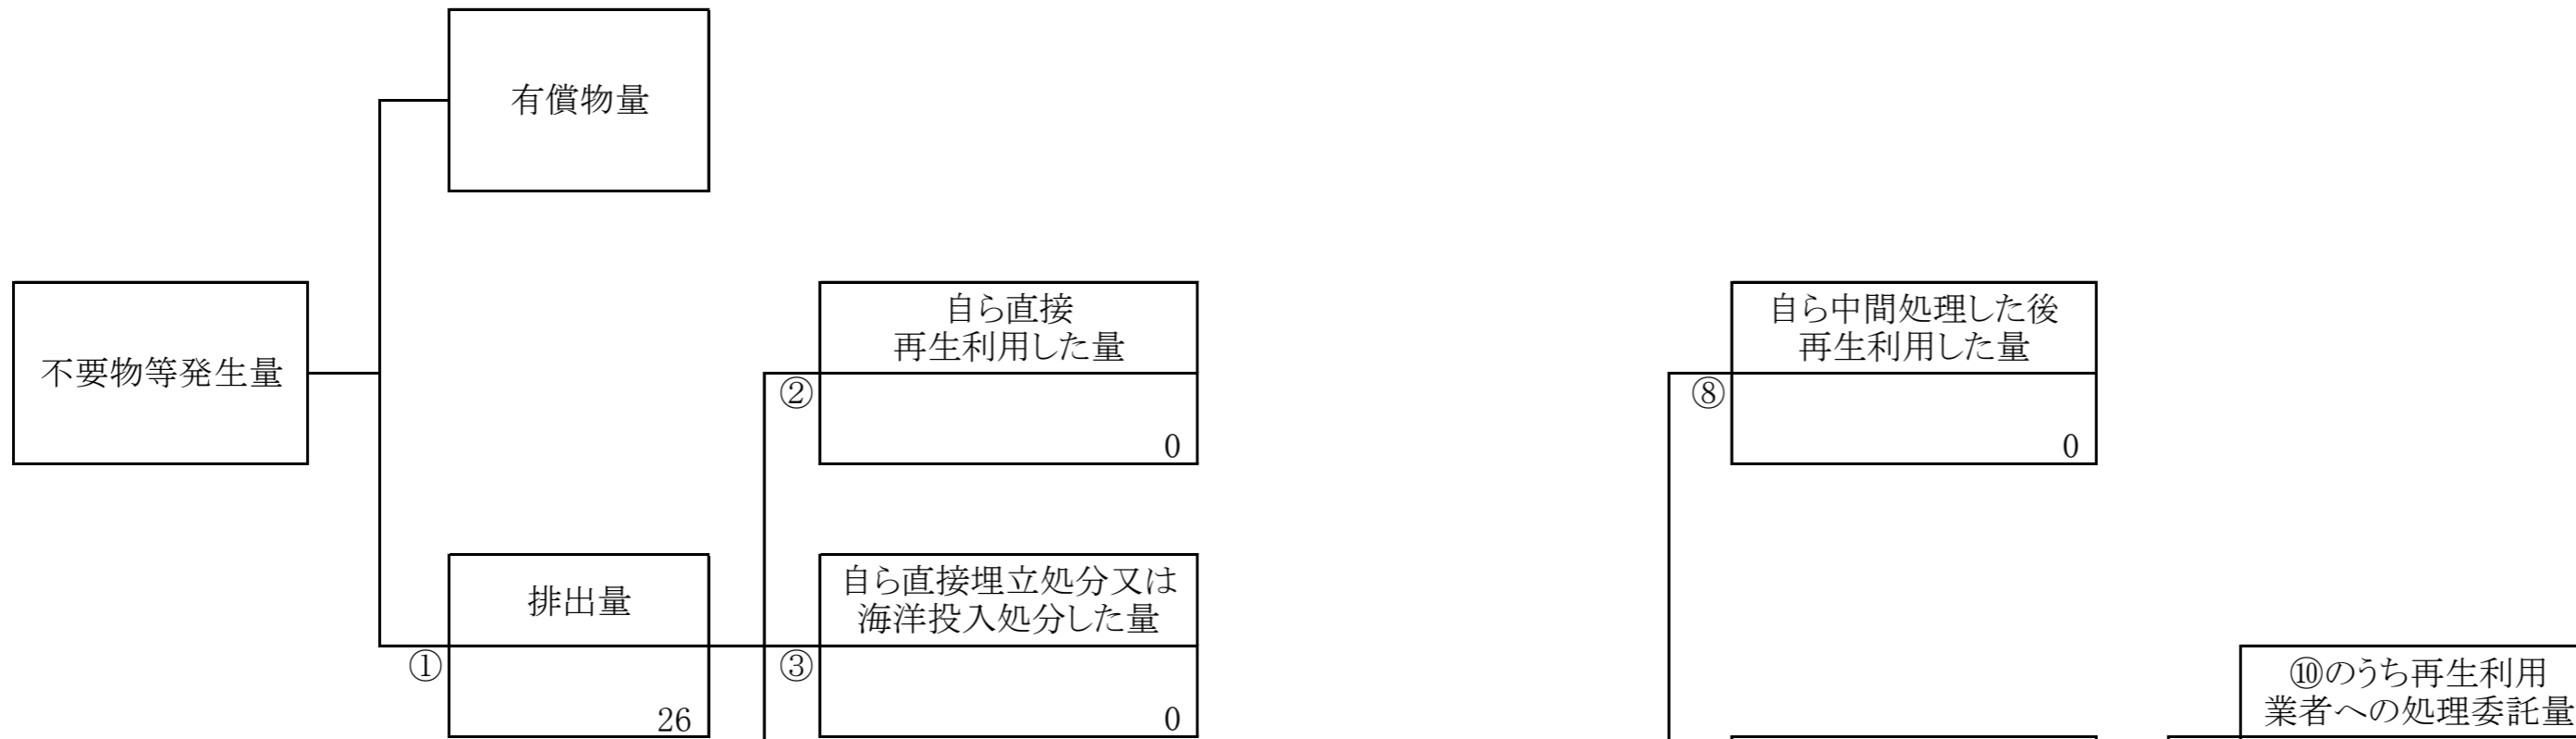 有償物量
不要物等発生量
自ら直接
再生利用した量
②
0
自ら中間処理した後
再生利用した量
⑧
0
排出量
①
26
自ら直接埋立処分又は
海洋投入処分した量
③
0
⑩のうち再生利用
業者への処理委託量